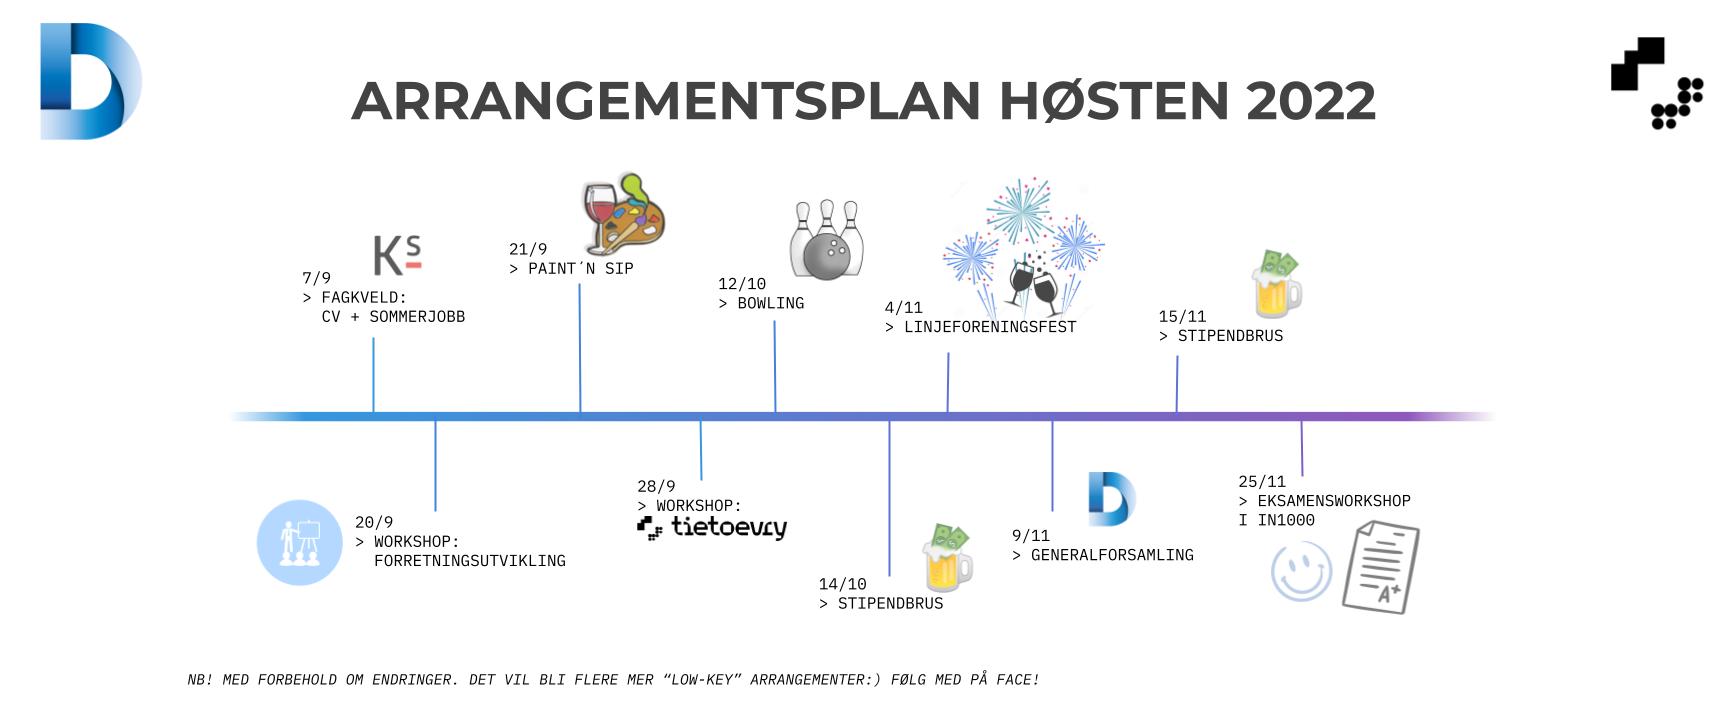 ARRANGEMENTSPLAN HØSTEN 2022
7/9
> FAGKVELD:
CV + SOMMERJOBB
KS
21/9
> PAINT´N SIP
12/10
> BOWLING
4/11
> LINJEFORENINGSFEST
15/11
> STIPENDBRUS
20/9
> WORKSHOP:
FORRETNINGSUTVIKLING
28/9
> WORKSHOP:
tietoevry
14/10
> STIPENDBRUS
9/11
> GENERALFORSAMLING
25/11
> EKSAMENSWORKSHOP
I IN1000
A+
NB! MED FORBEHOLD OM ENDRINGER. DET VIL BLI FLERE MER “LOW-KEY” ARRANGEMENTER:) FØLG MED PÅ FACE!